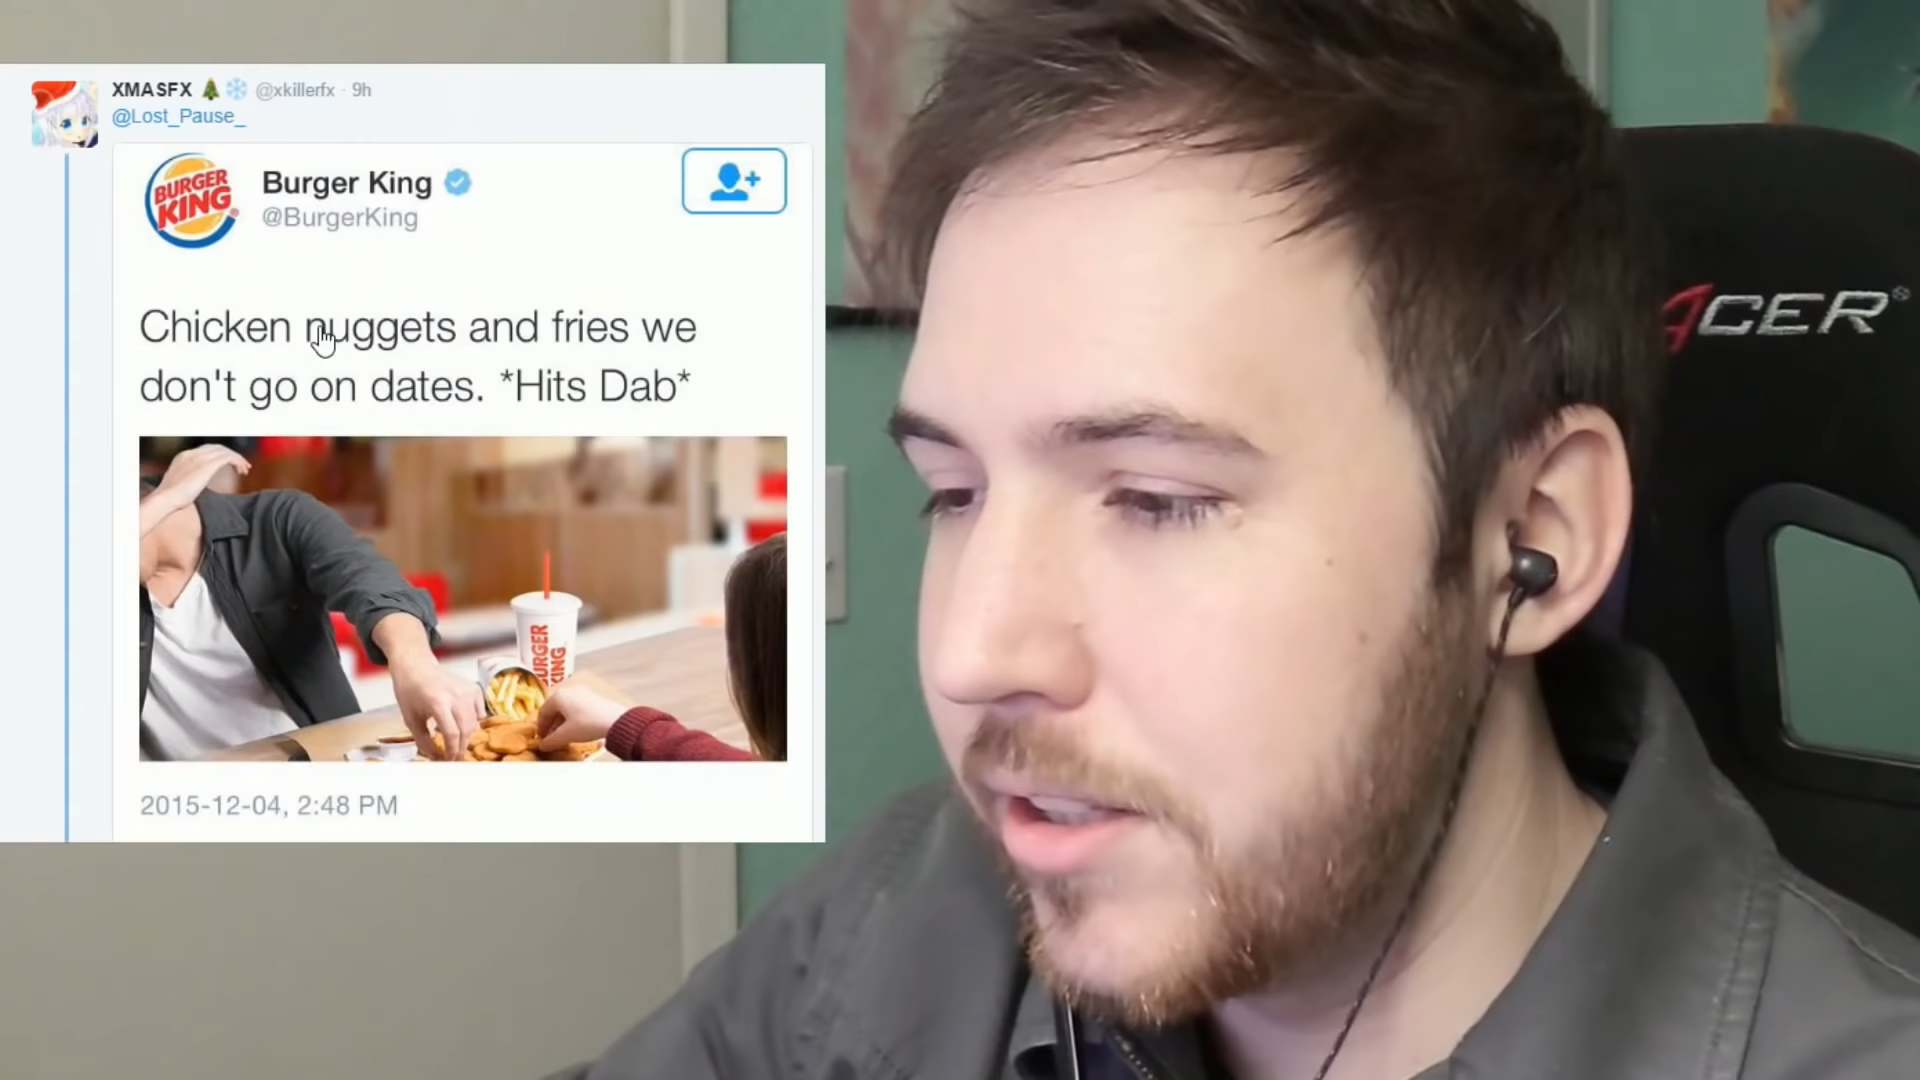 XMASFX @xkillerfx · 9h
@Lost_Pause_
BURGER
KING
®
Burger King
@BurgerKing
Chicken nuggets and fries we
don't go on dates. *Hits Dab*
BURGER
KING
2015-12-04, 2:48 PM
ACER®